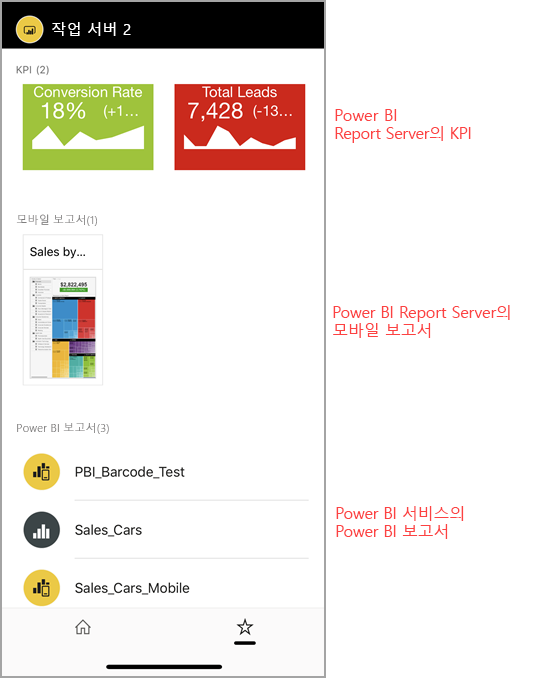 작업 서버 2
KPI (2)
Conversion Rate
18% (+1...
Total Leads
7,428 (-13...
Power BI
Report Server의 KPI
모바일 보고서(1)
Sales by...
$2,822,495
Power BI Report Server의
모바일 보고서
Power BI 보고서(3)
PBI_Barcode_Test
Sales_Cars
Power BI 서비스의
Power BI 보고서
Sales_Cars_Mobile